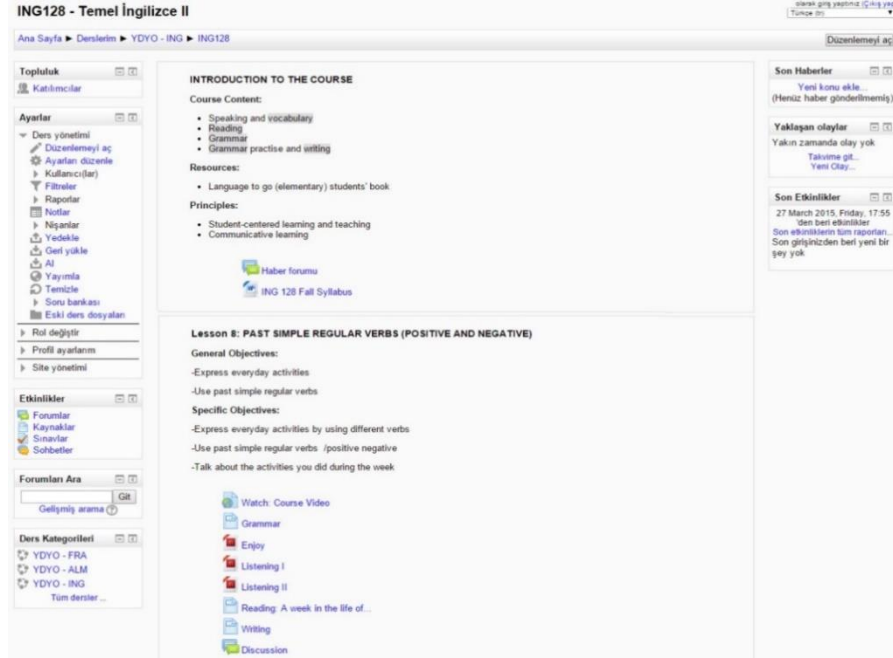 ING128 - Temel İngilizce II
olarak giriş yaptınız (Çıkış yap
Türkçe (tr)
Ana Sayfa ► Derslerim ► YDYO - ING ► ING128
Düzenlemeyi aç
Topluluk
Katılımcılar
Ayarlar
Ders yönetimi
Düzenlemeyi aç
Ayarları düzenle
Kullanıcı(lar)
Filtreler
Raporlar
Notlar
Nişanlar
Yedekle
Geri yükle
Al
Yayımla
Temizle
Soru bankası
Eski ders dosyaları
Rol değiştir
Profil ayarlarım
Site yönetimi
Etkinlikler
Forumlar
Kaynaklar
Sınavlar
Sohbetler
Forumları Ara
Git
Gelişmiş arama
Ders Kategorileri
YDYO - FRA
YDYO - ALM
YDYO - ING
Tüm dersler ...
INTRODUCTION TO THE COURSE
Course Content:
• Speaking and vocabulary
• Reading
• Grammar
• Grammar practise and writing
Resources:
• Language to go (elementary) students' book
Principles:
• Student-centered learning and teaching
• Communicative learning
Haber forumu
ING 128 Fall Syllabus
Lesson 8: PAST SIMPLE REGULAR VERBS (POSITIVE AND NEGATIVE)
General Objectives:
-Express everyday activities
-Use past simple regular verbs
Specific Objectives:
-Express everyday activities by using different verbs
-Use past simple regular verbs /positive negative
-Talk about the activities you did during the week
Watch: Course Video
Grammar
Enjoy
Listening I
Listening II
Reading: A week in the life of...
Writing
Discussion
Son Haberler
Yeni konu ekle...
(Henüz haber gönderilmemiş)
Yaklaşan olaylar
Yakın zamanda olay yok
Takvime git...
Yeni Olay...
Son Etkinlikler
27 March 2015, Friday, 17:55
'den beri etkinlikler
Son etkinliklerin tüm raporları...
Son girişinizden beri yeni bir
şey yok